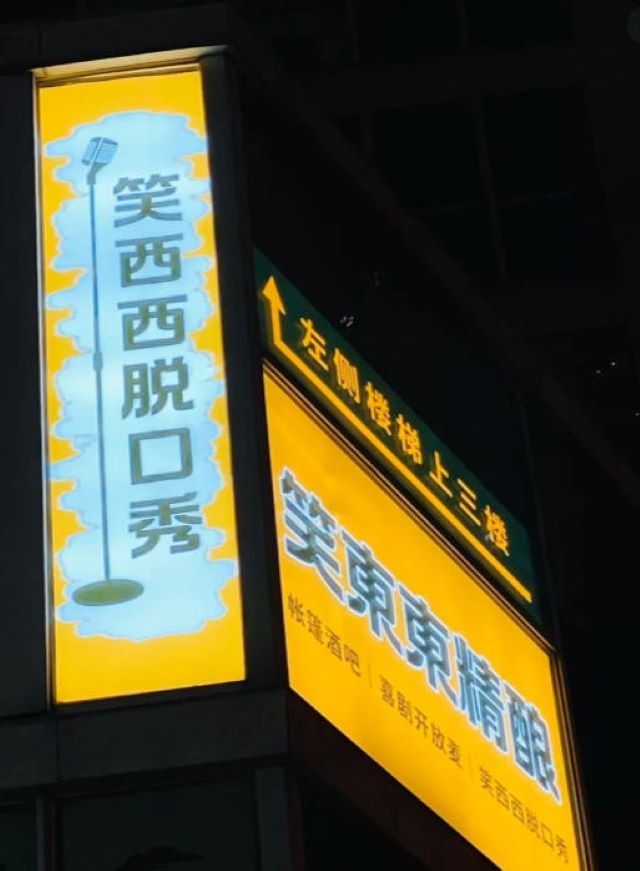 笑西西脱口秀
左侧楼梯上三楼
笑東東精酿
帐篷酒吧 | 喜剧开放麦 | 笑西西脱口秀